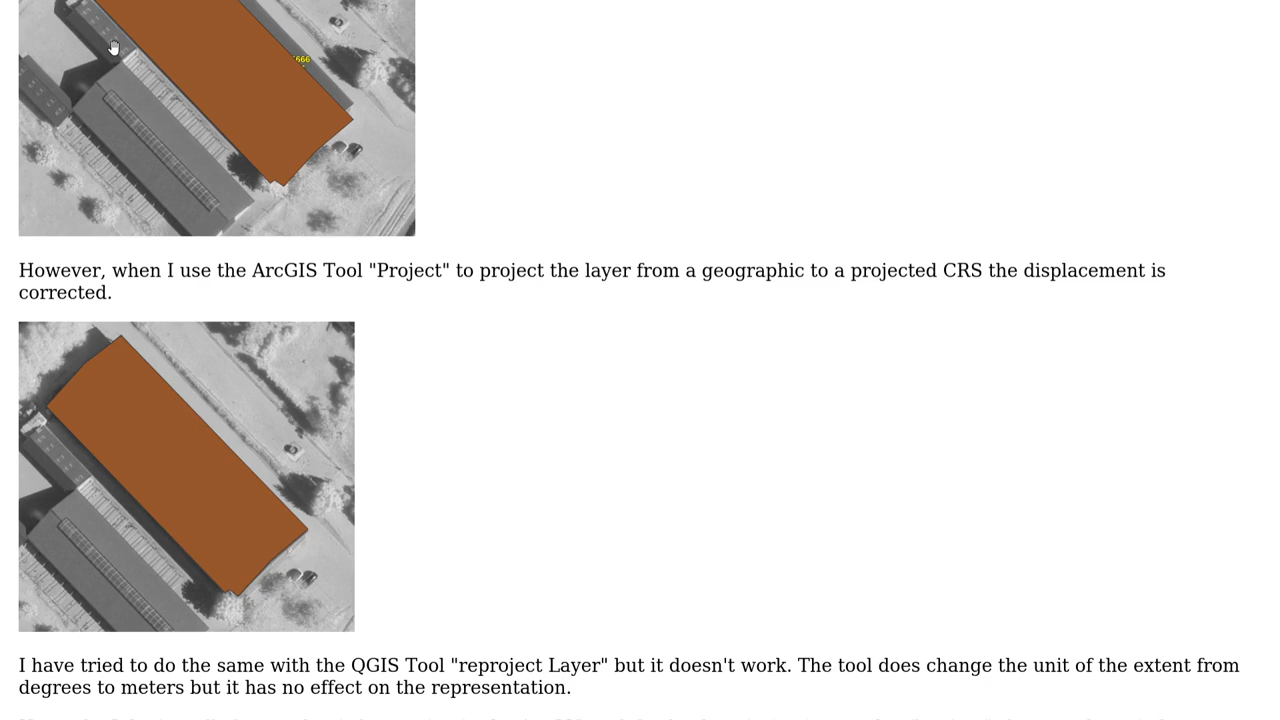 666
However, when I use the ArcGIS Tool "Project" to project the layer from a geographic to a projected CRS the displacement is
corrected.
I have tried to do the same with the QGIS Tool "reproject Layer" but it doesn't work. The tool does change the unit of the extent from
degrees to meters but it has no effect on the representation.